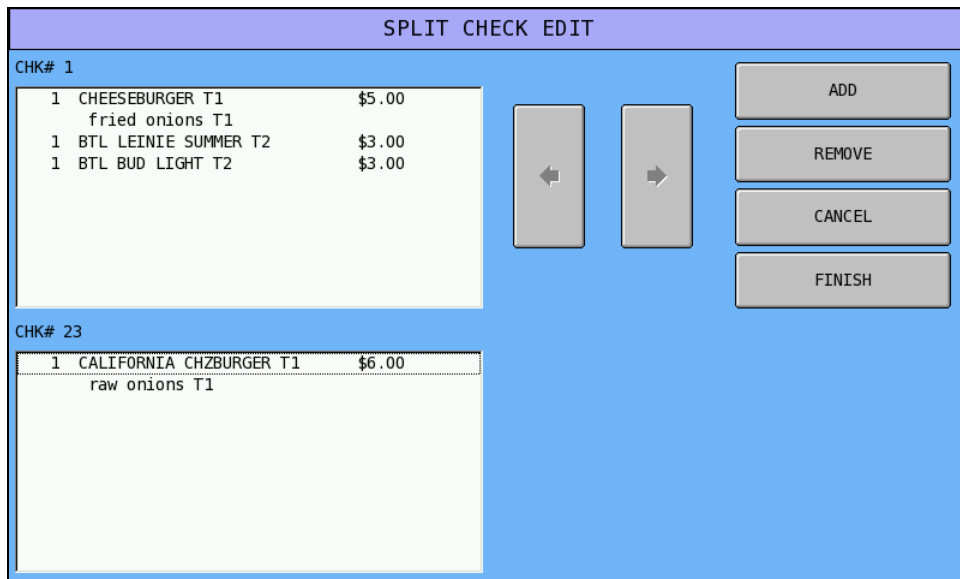 SPLIT CHECK EDIT
CHK# 1
1 CHEESEBURGER T1 $5.00
fried onions T1
1 BTL LEINIE SUMMER T2 $3.00
1 BTL BUD LIGHT T2 $3.00
ADD
REMOVE
CANCEL
FINISH
CHK# 23
1 CALIFORNIA CHZBURGER T1 $6.00
raw onions T1